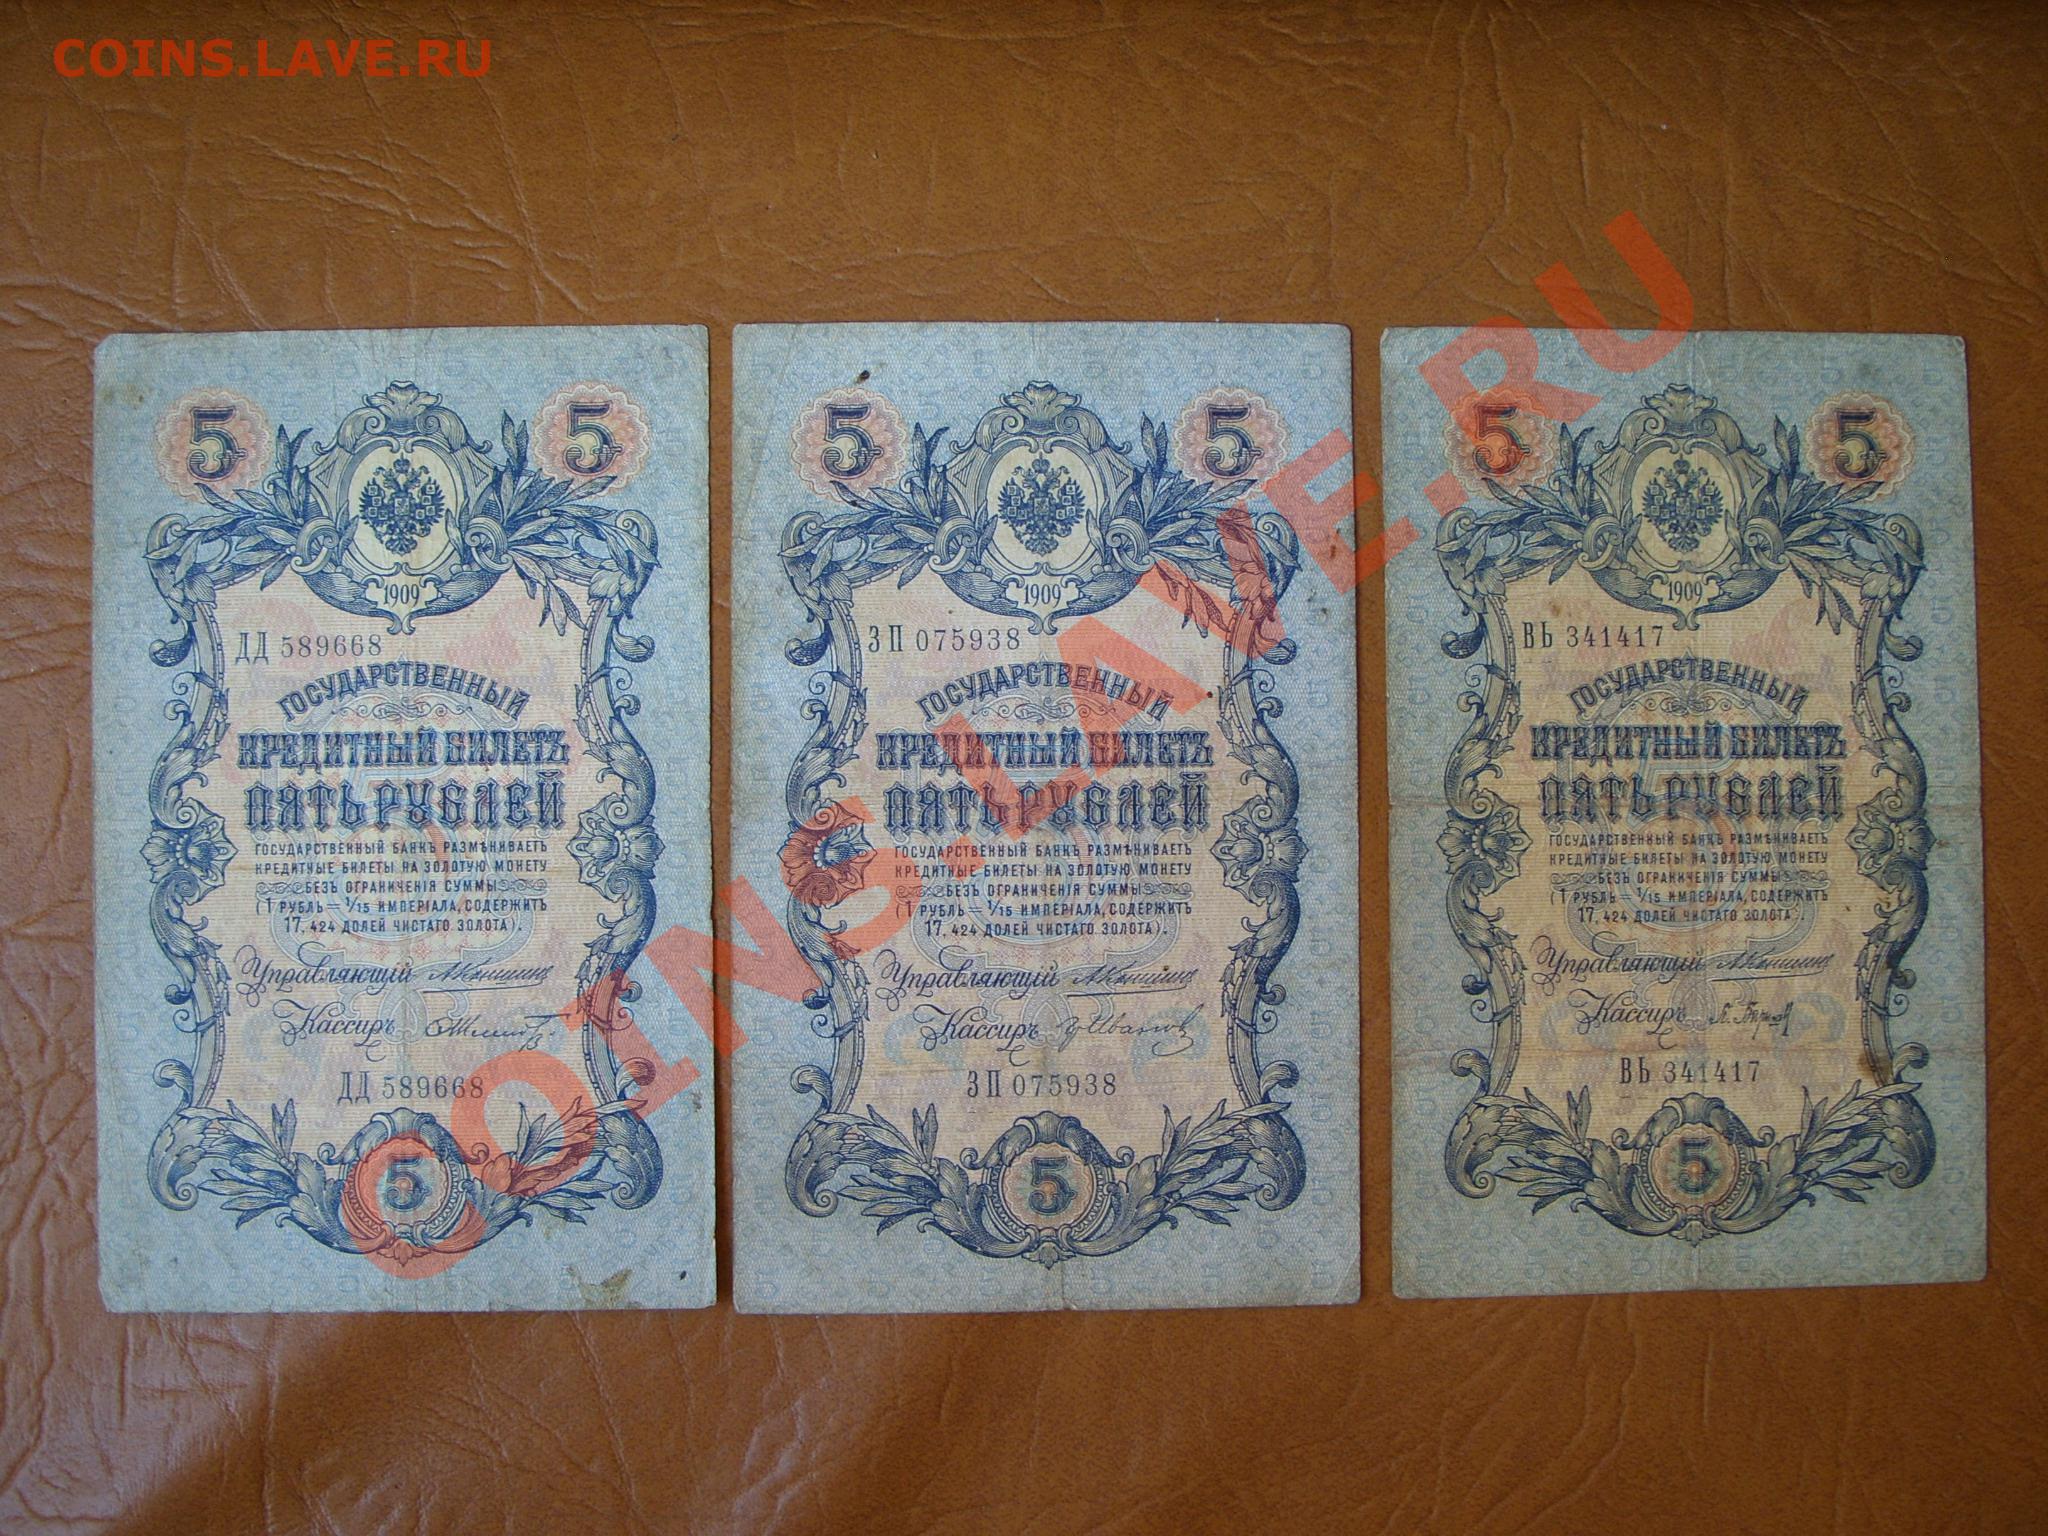 COINS.LAVE.RU
5 5
1909
ДД 589668
ГОСУДАРСТВЕННЫЙ
КРЕДИТНЫЙ БИЛЕТЪ
ПЯТЬ РУБЛЕЙ
ГОСУДАРСТВЕННЫЙ БАНКЪ РАЗМѢНИВАЕТЪ
КРЕДИТНЫЕ БИЛЕТЫ НА ЗОЛОТУЮ МОНЕТУ
БЕЗЪ ОГРАНИЧЕНІЯ СУММЫ
(1 РУБЛЬ = 1/15 ИМПЕРІАЛА, СОДЕРЖИТЪ
17,424 ДОЛЕЙ ЧИСТАГО ЗОЛОТА).
Управляющій
Кассиръ
ДД 589668
5
5 5
1909
ЗП 075938
ГОСУДАРСТВЕННЫЙ
КРЕДИТНЫЙ БИЛЕТЪ
ПЯТЬ РУБЛЕЙ
ГОСУДАРСТВЕННЫЙ БАНКЪ РАЗМѢНИВАЕТЪ
КРЕДИТНЫЕ БИЛЕТЫ НА ЗОЛОТУЮ МОНЕТУ
БЕЗЪ ОГРАНИЧЕНІЯ СУММЫ
(1 РУБЛЬ = 1/15 ИМПЕРІАЛА, СОДЕРЖИТЪ
17,424 ДОЛЕЙ ЧИСТАГО ЗОЛОТА).
Управляющій
Кассиръ
ЗП 075938
5
5 5
1909
ВЬ 341417
ГОСУДАРСТВЕННЫЙ
КРЕДИТНЫЙ БИЛЕТЪ
ПЯТЬ РУБЛЕЙ
ГОСУДАРСТВЕННЫЙ БАНКЪ РАЗМѢНИВАЕТЪ
КРЕДИТНЫЕ БИЛЕТЫ НА ЗОЛОТУЮ МОНЕТУ
БЕЗЪ ОГРАНИЧЕНІЯ СУММЫ
(1 РУБЛЬ = 1/15 ИМПЕРІАЛА, СОДЕРЖИТЪ
17,424 ДОЛЕЙ ЧИСТАГО ЗОЛОТА).
Управляющій
Кассиръ
ВЬ 341417
5
COINS.LAVE.RU